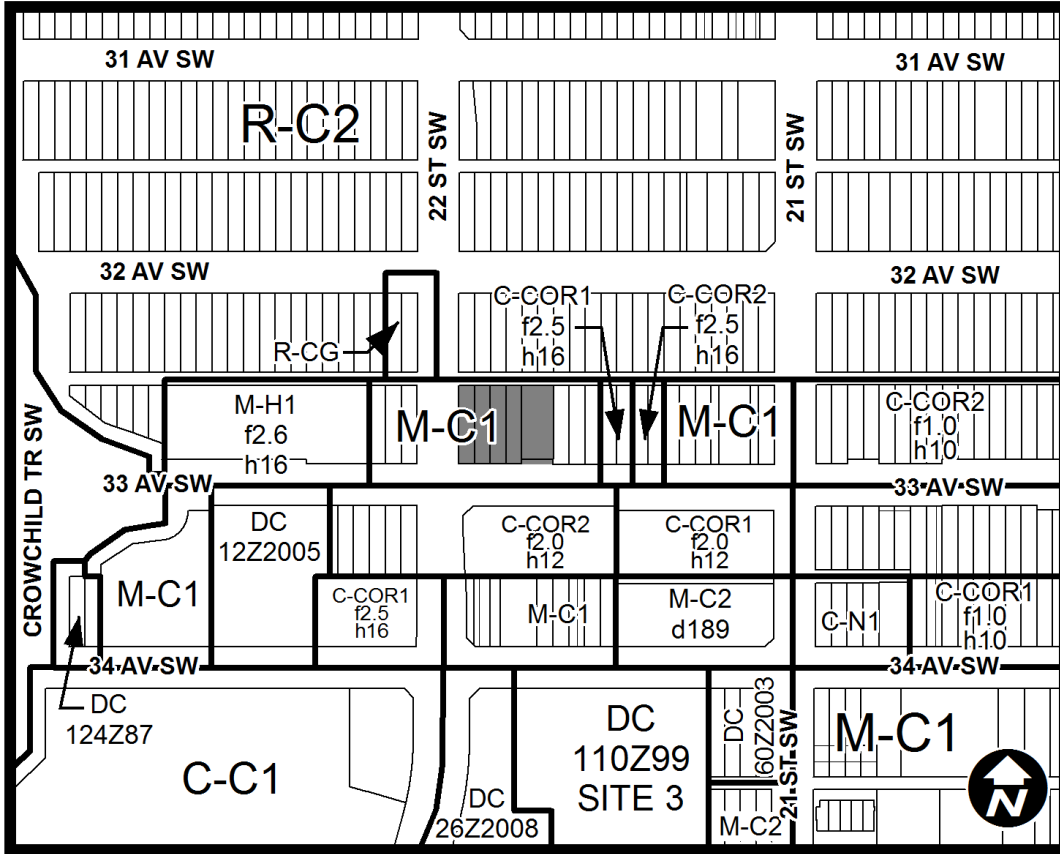 31 AV SW
31 AV SW
R-C2
22 ST SW
21 ST SW
32 AV SW
32 AV SW
C-COR1
f2.5
h16
C-COR2
f2.5
h16
R-CG
M-H1
f2.6
h16
M-C1
M-C1
C-COR2
f1.0
h10
CROWCHILD TR SW
33 AV SW
33 AV SW
DC
12Z2005
C-COR2
f2.0
h12
C-COR1
f2.0
h12
M-C1
C-COR1
f2.5
h16
M-C1
M-C2
d189
C-N1
C-COR1
f1.0
h10
34 AV SW
34 AV SW
DC
124Z87
C-C1
DC
26Z2008
DC
110Z99
SITE 3
DC
60Z2003
21 ST SW
M-C1
M-C2
N